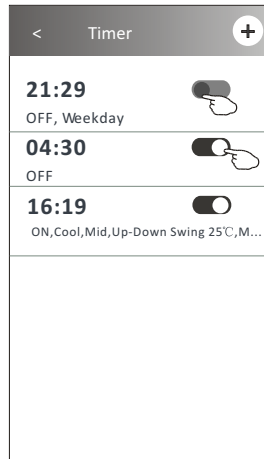 < Timer +
21:29
OFF, Weekday
04:30
OFF
16:19
ON,Cool,Mid,Up-Down Swing 25℃,M...